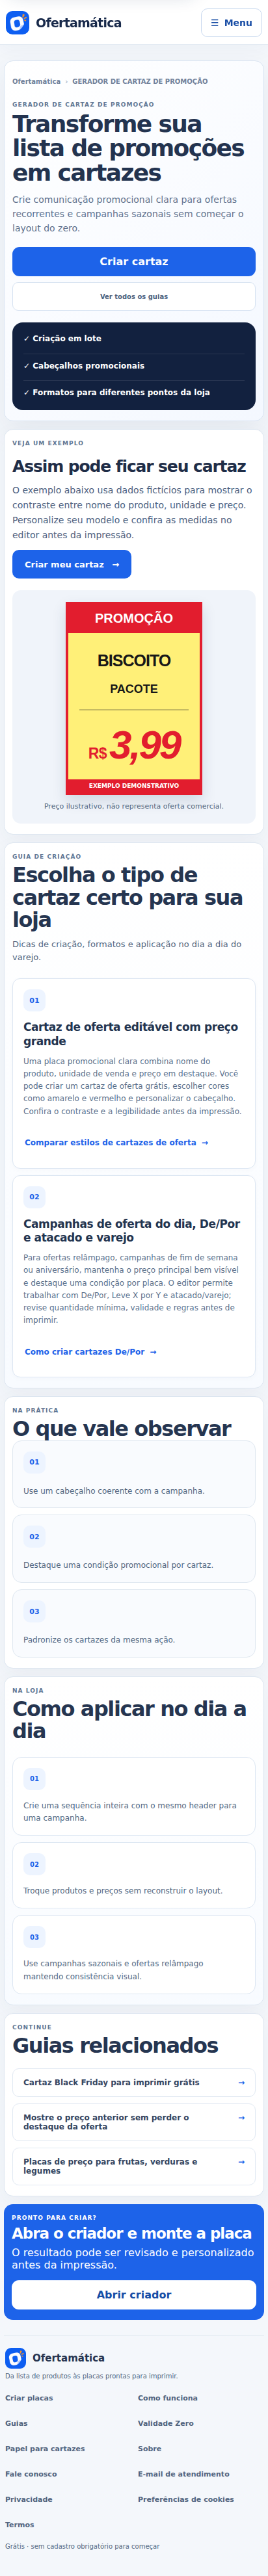 Ofertamática
☰ Menu
Ofertamática › GERADOR DE CARTAZ DE PROMOÇÃO
GERADOR DE CARTAZ DE PROMOÇÃO
Transforme sua
lista de promoções
em cartazes
Crie comunicação promocional clara para ofertas
recorrentes e campanhas sazonais sem começar o
layout do zero.
Criar cartaz
Ver todos os guias
✓ Criação em lote
✓ Cabeçalhos promocionais
✓ Formatos para diferentes pontos da loja
VEJA UM EXEMPLO
Assim pode ficar seu cartaz
O exemplo abaixo usa dados fictícios para mostrar o
contraste entre nome do produto, unidade e preço.
Personalize seu modelo e confira as medidas no
editor antes da impressão.
Criar meu cartaz →
PROMOÇÃO
BISCOITO
PACOTE
R$ 3,99
EXEMPLO DEMONSTRATIVO
Preço ilustrativo, não representa oferta comercial.
GUIA DE CRIAÇÃO
Escolha o tipo de
cartaz certo para sua
loja
Dicas de criação, formatos e aplicação no dia a dia do
varejo.
01
Cartaz de oferta editável com preço
grande
Uma placa promocional clara combina nome do
produto, unidade de venda e preço em destaque. Você
pode criar um cartaz de oferta grátis, escolher cores
como amarelo e vermelho e personalizar o cabeçalho.
Confira o contraste e a legibilidade antes da impressão.
Comparar estilos de cartazes de oferta →
02
Campanhas de oferta do dia, De/Por
e atacado e varejo
Para ofertas relâmpago, campanhas de fim de semana
ou aniversário, mantenha o preço principal bem visível
e destaque uma condição por placa. O editor permite
trabalhar com De/Por, Leve X por Y e atacado/varejo;
revise quantidade mínima, validade e regras antes de
imprimir.
Como criar cartazes De/Por →
NA PRÁTICA
O que vale observar
01
Use um cabeçalho coerente com a campanha.
02
Destaque uma condição promocional por cartaz.
03
Padronize os cartazes da mesma ação.
NA LOJA
Como aplicar no dia a
dia
01
Crie uma sequência inteira com o mesmo header para
uma campanha.
02
Troque produtos e preços sem reconstruir o layout.
03
Use campanhas sazonais e ofertas relâmpago
mantendo consistência visual.
CONTINUE
Guias relacionados
Cartaz Black Friday para imprimir grátis →
Mostre o preço anterior sem perder o →
destaque da oferta
Placas de preço para frutas, verduras e →
legumes
PRONTO PARA CRIAR?
Abra o criador e monte a placa
O resultado pode ser revisado e personalizado
antes da impressão.
Abrir criador
Ofertamática
Da lista de produtos às placas prontas para imprimir.
Criar placas
Como funciona
Guias
Validade Zero
Papel para cartazes
Sobre
Fale conosco
E-mail de atendimento
Privacidade
Preferências de cookies
Termos
Grátis · sem cadastro obrigatório para começar